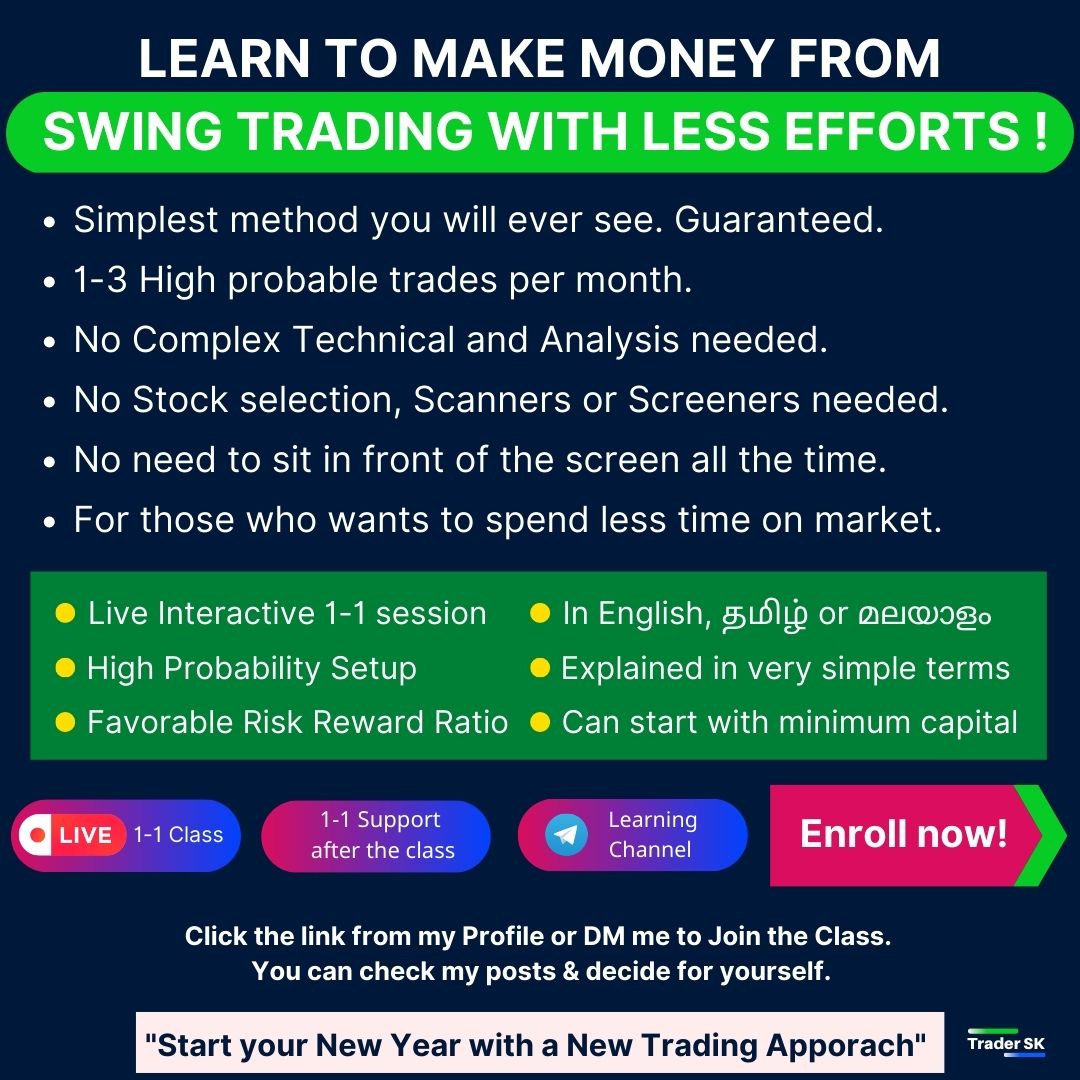 LEARN TO MAKE MONEY FROM
SWING TRADING WITH LESS EFFORTS !
• Simplest method you will ever see. Guaranteed.
• 1-3 High probable trades per month.
• No Complex Technical and Analysis needed.
• No Stock selection, Scanners or Screeners needed.
• No need to sit in front of the screen all the time.
• For those who wants to spend less time on market.
Live Interactive 1-1 session
High Probability Setup
Favorable Risk Reward Ratio
In English, தமிழ் or മലയാളം
Explained in very simple terms
Can start with minimum capital
LIVE 1-1 Class
1-1 Support
after the class
Learning
Channel
Enroll now!
Click the link from my Profile or DM me to Join the Class.
You can check my posts & decide for yourself.
"Start your New Year with a New Trading Apporach"
Trader SK